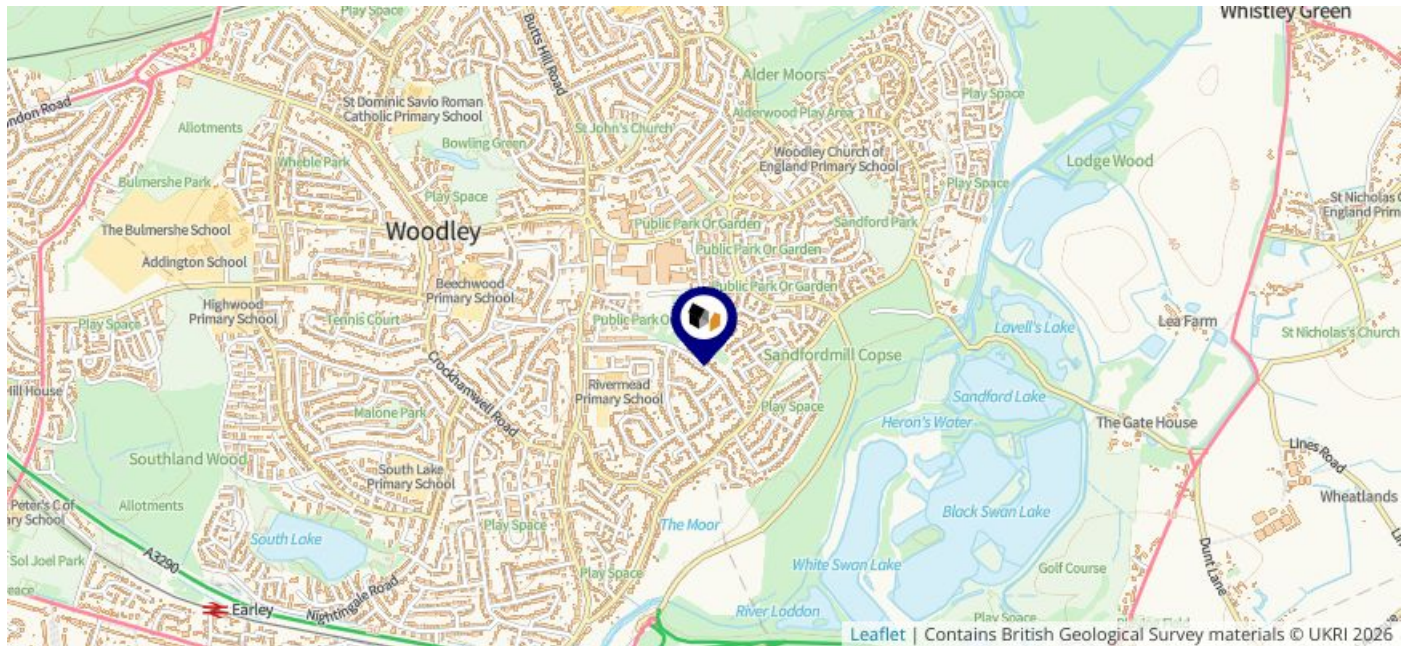 Play Space
Whistley Green
Butts Hill Road
Alder Moors
London Road
St Dominic Savio Roman
Catholic Primary School
Play Space
Alderwood Play Area
Allotments
St John's Church
Bowling Green
Wheble Park
Woodley Church of
England Primary School
Lodge Wood
Bulmershe Park
Play Space
Play Space
St Nicholas C
England Prim
The Bulmershe School
Woodley
Public Park Or Garden
Sandford Park
Public Park Or Garden
Addington School
Beechwood
Primary School
Public Park Or Garden
Highwood
Primary School
Play Space
Tennis Court
Public Park O
Lavell's Lake
Lea Farm
St Nicholas's Church
Sandfordmill Copse
Crockhamwell Road
Hill House
Rivermead
Primary School
Sandford Lake
Malone Park
Play Space
Heron's Water
The Gate House
Lines Road
Southland Wood
South Lake
Primary School
Wheatlands
Peter's C of
ary School
Allotments
Black Swan Lake
Play Space
The Moor
South Lake
A3290
Sol Joel Park
White Swan Lake
Dunt Lane
Play Space
Golf Course
Earley
Nightingale Road
River Loddon
Play Space
40
40
40
Leaflet | Contains British Geological Survey materials © UKRI 2026